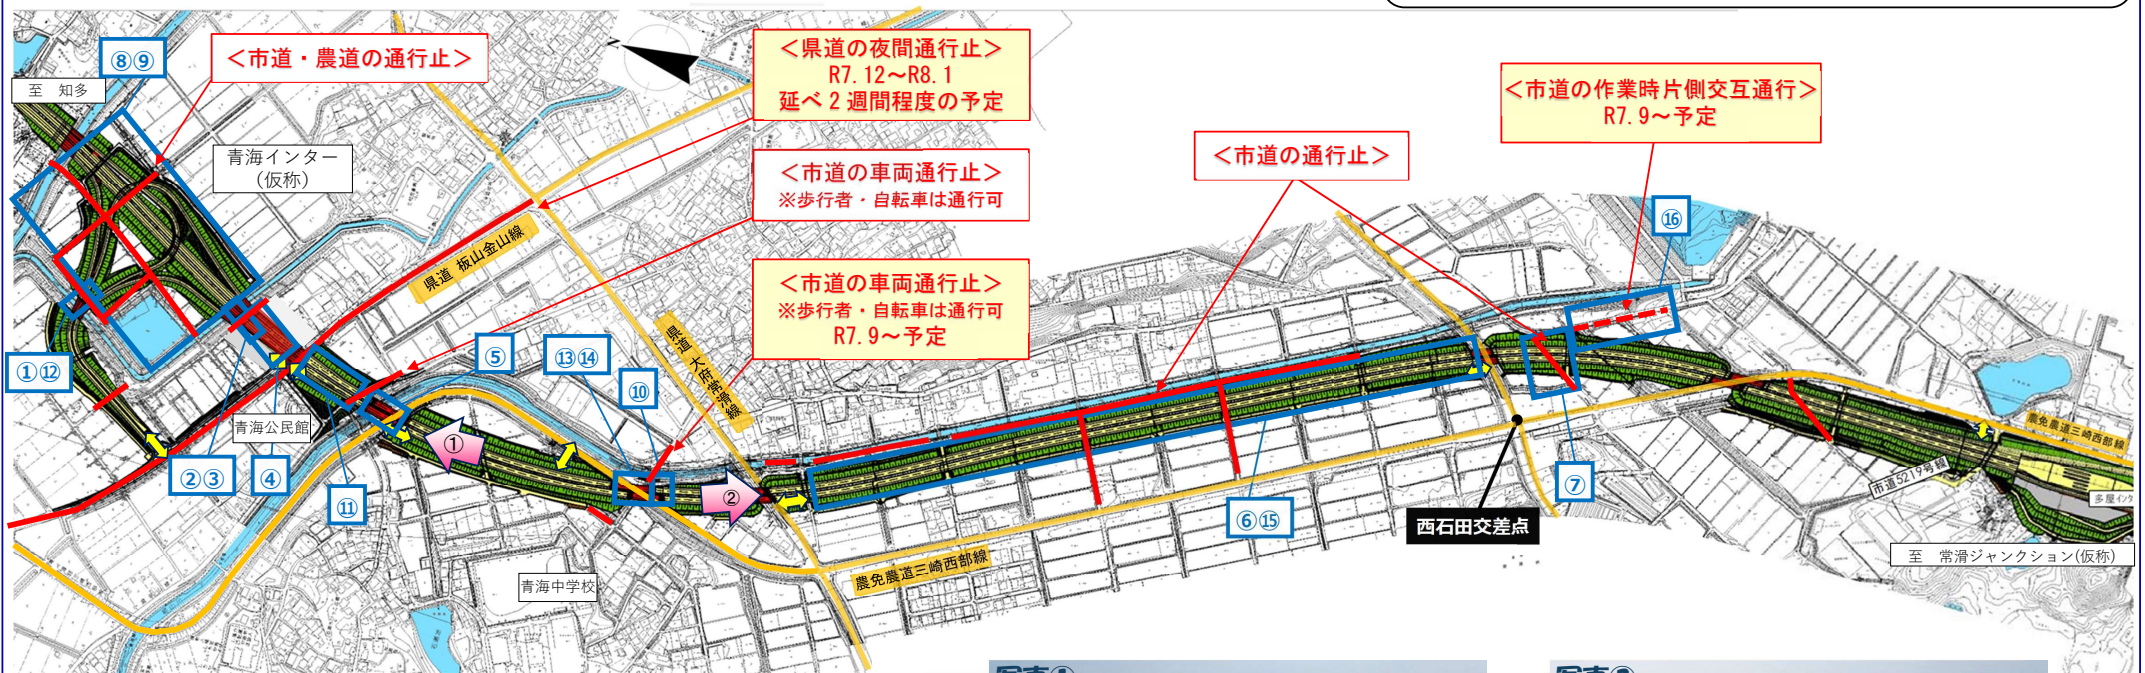 ⑧⑨
＜市道・農道の通行止＞
至　知多
青海インター
（仮称）
＜県道の夜間通行止＞
R7.12～R8.1
延べ２週間程度の予定
＜市道の車両通行止＞
※歩行者・自転車は通行可
＜市道の車両通行止＞
※歩行者・自転車は通行可
R7.9～予定
＜市道の通行止＞
＜市道の作業時片側交互通行＞
R7.9～予定
⑯
県道 板山金山線
県道 大府常滑線
①⑫
⑤
⑬⑭
⑩
青海公民館
②③
④
⑪
①
②
青海中学校
農免農道三崎西部線
⑥⑮
西石田交差点
⑦
農免農道三崎西部線
市道5219号線
至　常滑ジャンクション(仮称)